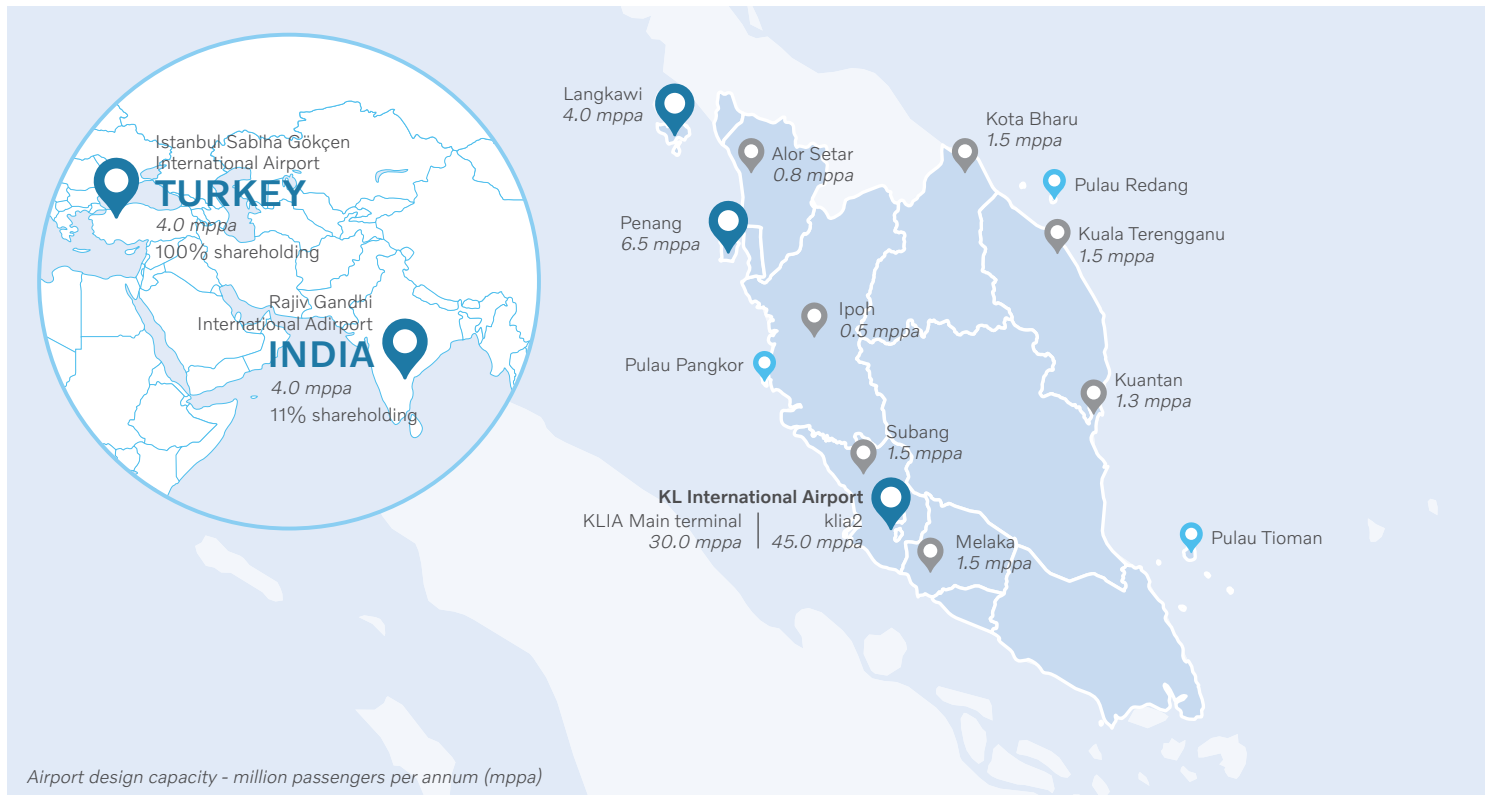 Istanbul Sabiha Gökçen
International Airport
TURKEY
4.0 mppa
100% shareholding
Rajiv Gandhi
International Adirport
INDIA
4.0 mppa
11% shareholding
Langkawi
4.0 mppa
Alor Setar
0.8 mppa
Kota Bharu
1.5 mppa
Pulau Redang
Penang
6.5 mppa
Kuala Terengganu
1.5 mppa
Ipoh
0.5 mppa
Pulau Pangkor
Kuantan
1.3 mppa
Subang
1.5 mppa
KL International Airport
KLIA Main terminal
30.0 mppa
klia2
45.0 mppa
Melaka
1.5 mppa
Pulau Tioman
Airport design capacity - million passengers per annum (mppa)